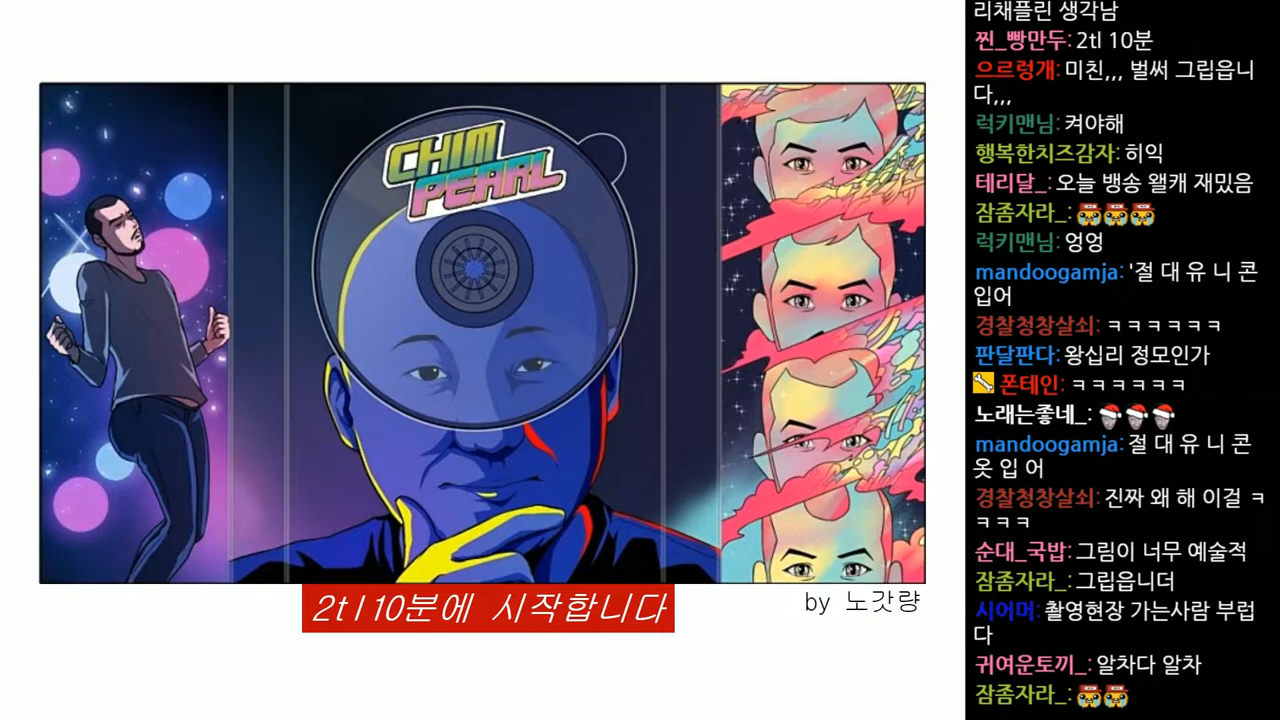 CHIM
PEARL
2tl10분에 시작합니다
by 노갓량
리채플린 생각남
찐_빵만두: 2tl 10분
으르렁개: 미친,,, 벌써 그립읍니
다,,,
럭키맨님: 켜야해
행복한치즈감자: 히익
테리달_: 오늘 뱅송 왤캐 재밌음
잠좀자라_:
럭키맨님: 엉엉
mandoogamja: '절 대 유 니 콘
입어
경찰청창살쇠: ㅋㅋㅋㅋㅋㅋ
판달판다: 왕십리 정모인가
폰테인: ㅋㅋㅋㅋㅋㅋ
노래는좋네_:
mandoogamja: 절 대 유 니 콘
옷 입 어
경찰청창살쇠: 진짜 왜 해 이걸 ㅋ
ㅋㅋㅋ
순대_국밥: 그림이 너무 예술적
잠좀자라_: 그립읍니더
시어머: 촬영현장 가는사람 부럽
다
귀여운토끼_: 알차다 알차
잠좀자라_: